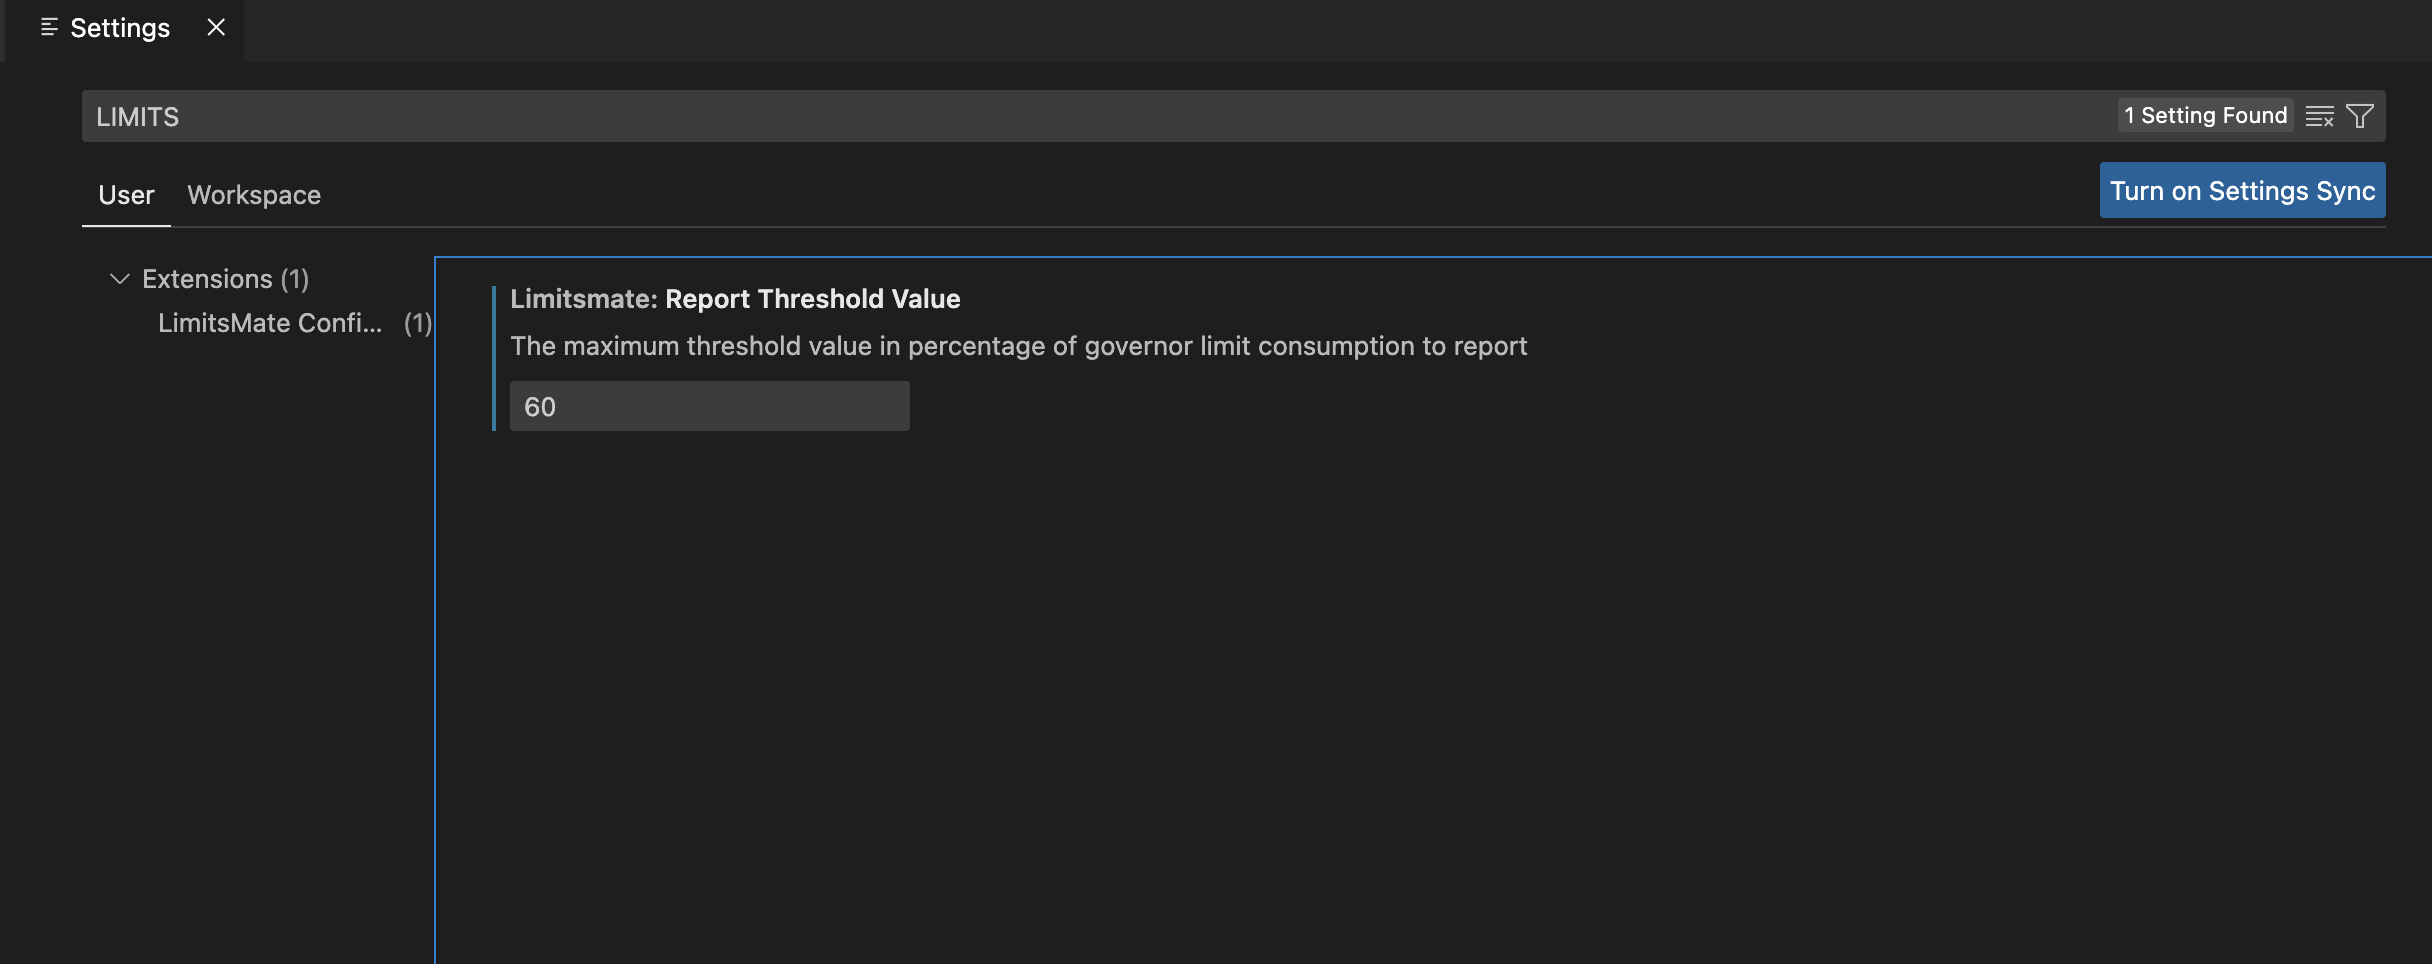 Settings
LIMITS
1 Setting Found
User Workspace
Turn on Settings Sync
Extensions (1)
LimitsMate Confi... (1)
Limitsmate: Report Threshold Value
The maximum threshold value in percentage of governor limit consumption to report
60